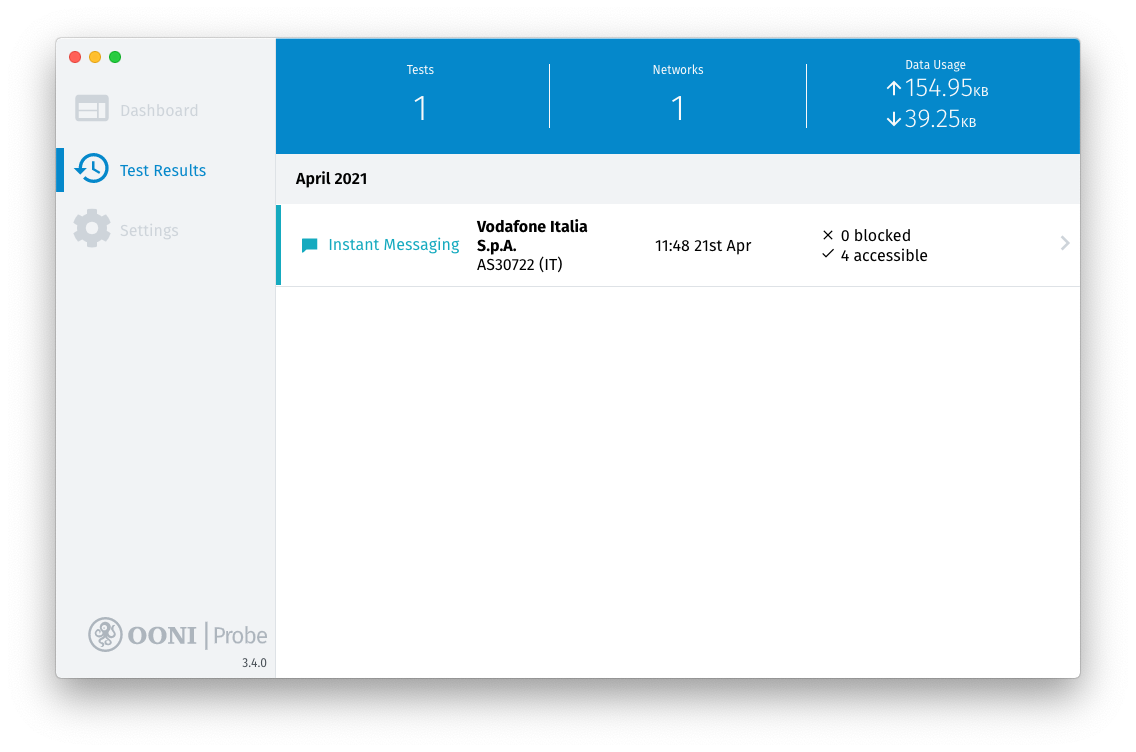 Dashboard
Test Results
Settings
OONI | Probe
3.4.0
Tests
1
Networks
1
Data Usage
154.95KB
39.25KB
April 2021
Instant Messaging
Vodafone Italia
S.p.A.
AS30722 (IT)
11:48 21st Apr
0 blocked
4 accessible